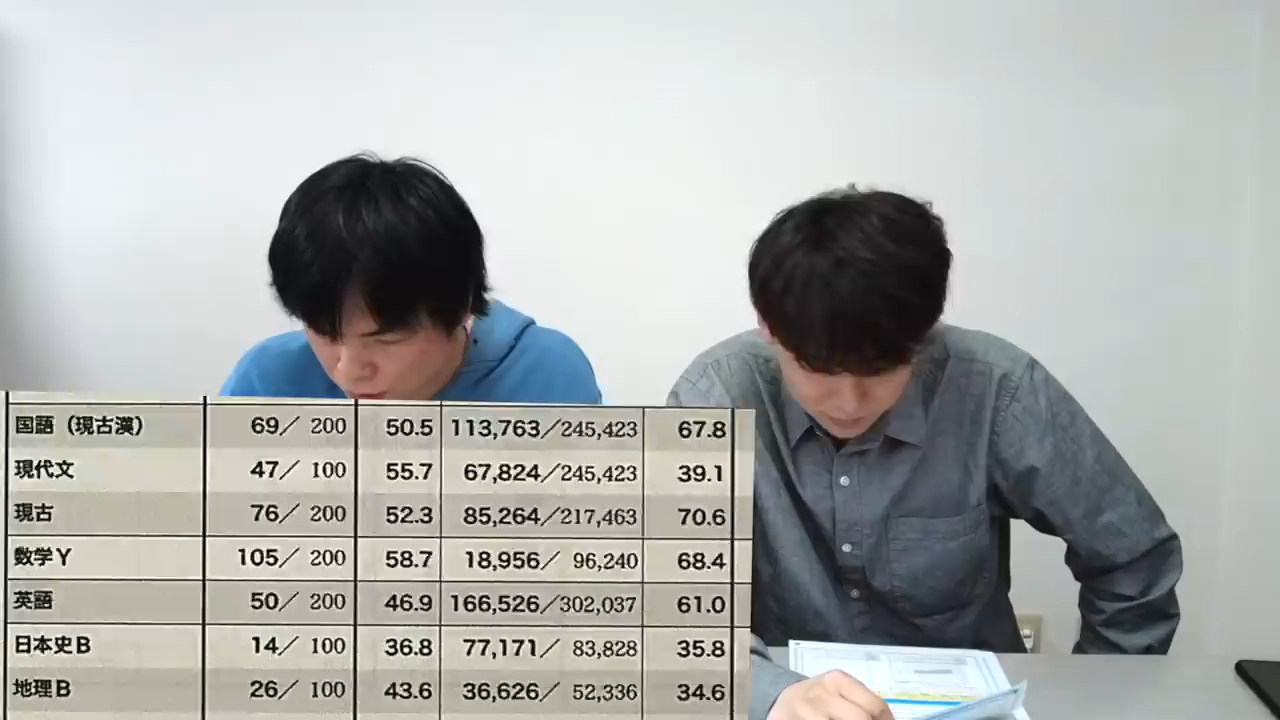 国語（現古漢） 69／ 200 50.5 113,763／245,423 67.8
現代文 47／ 100 55.7 67,824／245,423 39.1
現古 76／ 200 52.3 85,264／217,463 70.6
数学Y 105／ 200 58.7 18,956／ 96,240 68.4
英語 50／ 200 46.9 166,526／302,037 61.0
日本史B 14／ 100 36.8 77,171／ 83,828 35.8
地理B 26／ 100 43.6 36,626／ 52,336 34.6